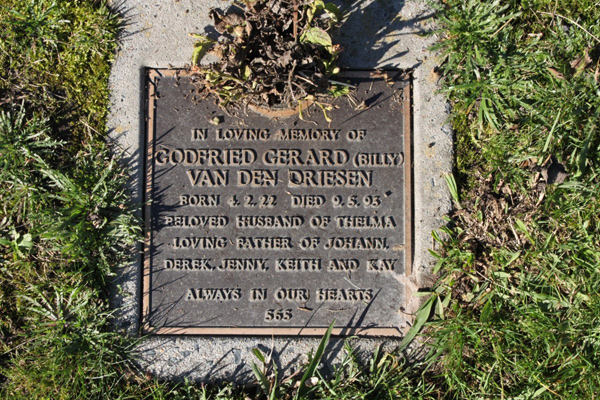 IN LOVING MEMORY OF
GODFRIED GERARD (BILLY)
VAN DEN DRIESEN
BORN 4.2.22 DIED 9.5.93
BELOVED HUSBAND OF THELMA
LOVING FATHER OF JOHANN,
DEREK, JENNY, KEITH AND KAY.
ALWAYS IN OUR HEARTS